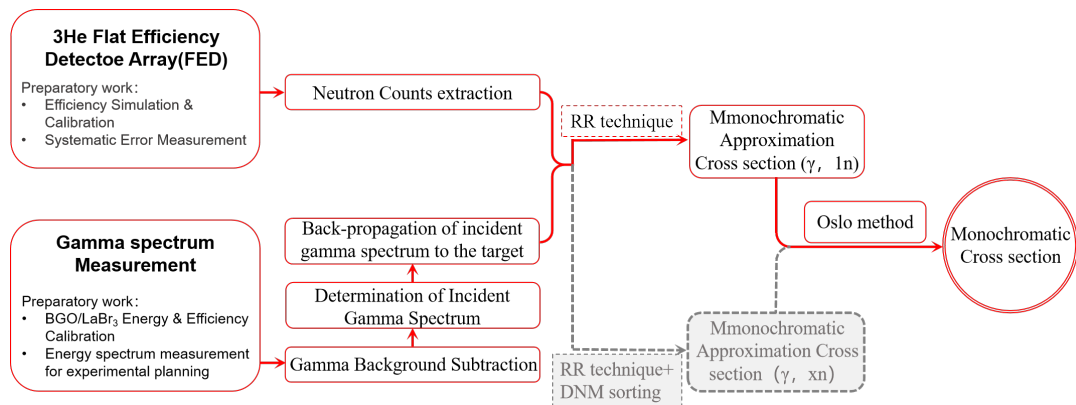 3He Flat Efficiency
Detectoe Array(FED)
Preparatory work:
• Efficiency Simulation &
Calibration
• Systematic Error Measurement
Neutron Counts extraction
RR technique
Mmonochromatic
Approximation
Cross section (γ, 1n)
Gamma spectrum
Measurement
Preparatory work:
• BGO/LaBr₃ Energy & Efficiency
Calibration
• Energy spectrum measurement
for experimental planning
Back-propagation of incident
gamma spectrum to the target
Determination of Incident
Gamma Spectrum
Gamma Background Subtraction
Oslo method
Monochromatic
Cross section
RR technique+
DNM sorting
Mmonochromatic
Approximation Cross
section (γ, xn)